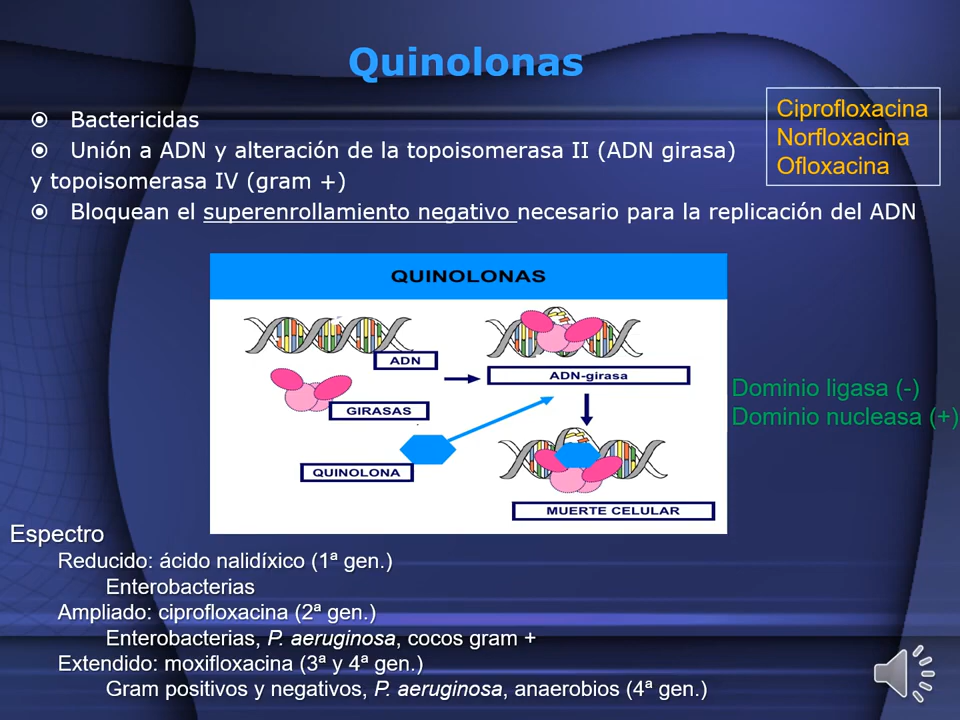 Quinolonas
Ciprofloxacina
Norfloxacina
Ofloxacina
Bactericidas
Unión a ADN y alteración de la topoisomerasa II (ADN girasa)
y topoisomerasa IV (gram +)
Bloquean el superenrollamiento negativo necesario para la replicación del ADN
QUINOLONAS
ADN
ADN-girasa
GIRASAS
QUINOLONA
MUERTE CELULAR
Dominio ligasa (-)
Dominio nucleasa (+)
Espectro
Reducido: ácido nalidíxico (1ª gen.)
Enterobacterias
Ampliado: ciprofloxacina (2ª gen.)
Enterobacterias, P. aeruginosa, cocos gram +
Extendido: moxifloxacina (3ª y 4ª gen.)
Gram positivos y negativos, P. aeruginosa, anaerobios (4ª gen.)